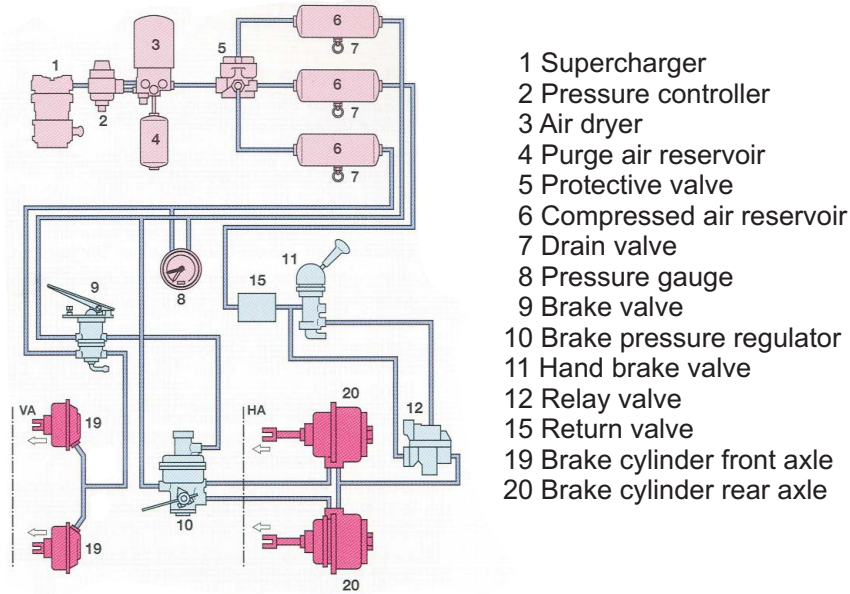 1
2
3
4
5
6
7
6
7
6
7
8
9
10
11
15
12
VA
19
19
HA
20
20
1 Supercharger
2 Pressure controller
3 Air dryer
4 Purge air reservoir
5 Protective valve
6 Compressed air reservoir
7 Drain valve
8 Pressure gauge
9 Brake valve
10 Brake pressure regulator
11 Hand brake valve
12 Relay valve
15 Return valve
19 Brake cylinder front axle
20 Brake cylinder rear axle